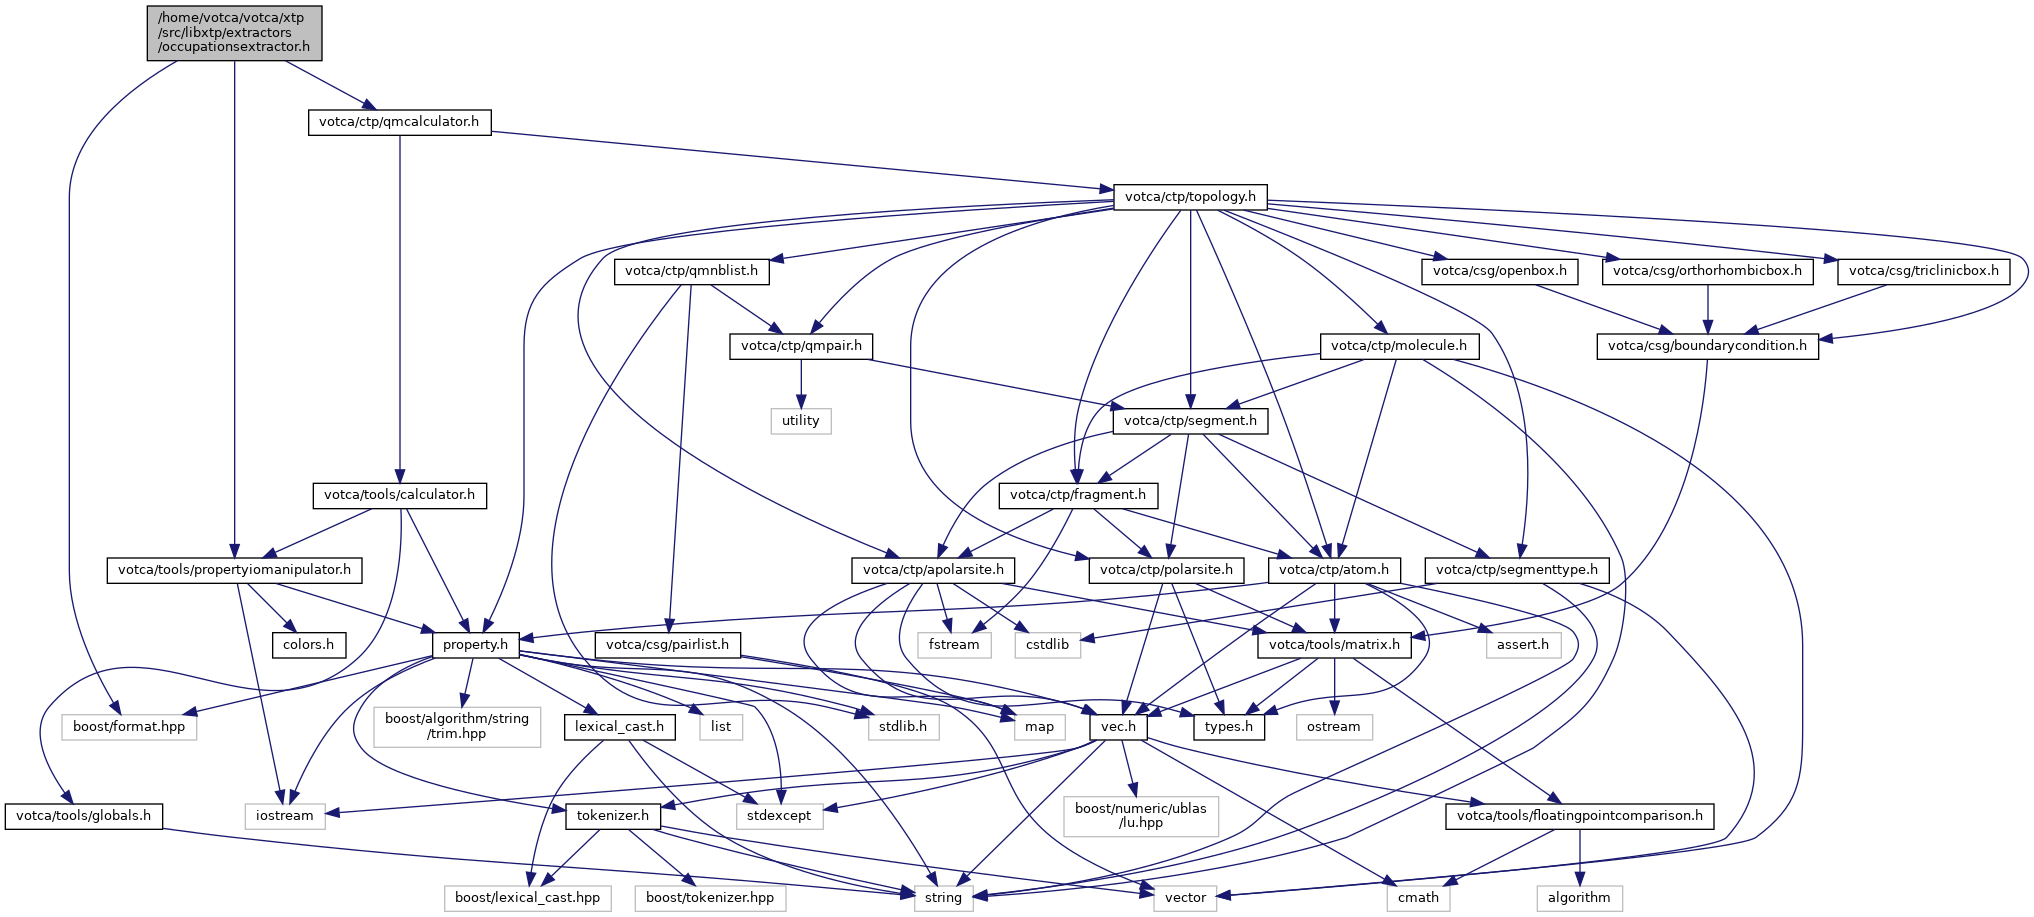 /home/votca/votca/xtp
/src/libxtp/extractors
/occupationsextractor.h
votca/ctp/qmcalculator.h
votca/ctp/topology.h
votca/ctp/qmnblist.h
votca/csg/openbox.h
votca/csg/orthorhombicbox.h
votca/csg/triclinicbox.h
votca/ctp/qmpair.h
votca/ctp/molecule.h
votca/csg/boundarycondition.h
utility
votca/ctp/segment.h
votca/tools/calculator.h
votca/ctp/fragment.h
votca/tools/propertyiomanipulator.h
votca/ctp/apolarsite.h
votca/ctp/polarsite.h
votca/ctp/atom.h
votca/ctp/segmenttype.h
colors.h
property.h
votca/csg/pairlist.h
fstream
cstdlib
votca/tools/matrix.h
assert.h
boost/format.hpp
boost/algorithm/string
/trim.hpp
lexical_cast.h
list
stdlib.h
map
vec.h
types.h
ostream
votca/tools/globals.h
iostream
tokenizer.h
stdexcept
boost/numeric/ublas
/lu.hpp
votca/tools/floatingpointcomparison.h
boost/lexical_cast.hpp
boost/tokenizer.hpp
string
vector
cmath
algorithm